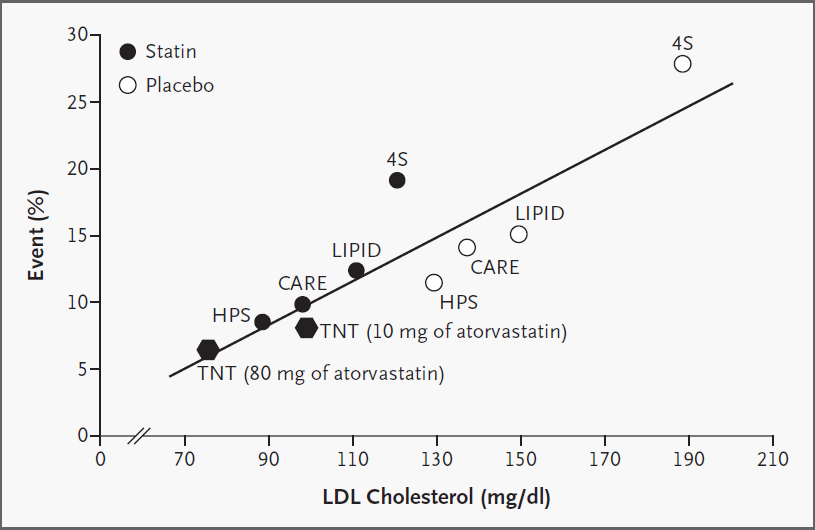 30
25
20
15
10
5
0
Event (%)
Statin
Placebo
4S
4S
LIPID
LIPID
CARE
CARE
HPS
HPS
TNT (10 mg of atorvastatin)
TNT (80 mg of atorvastatin)
0 70 90 110 130 150 170 190 210
LDL Cholesterol (mg/dl)